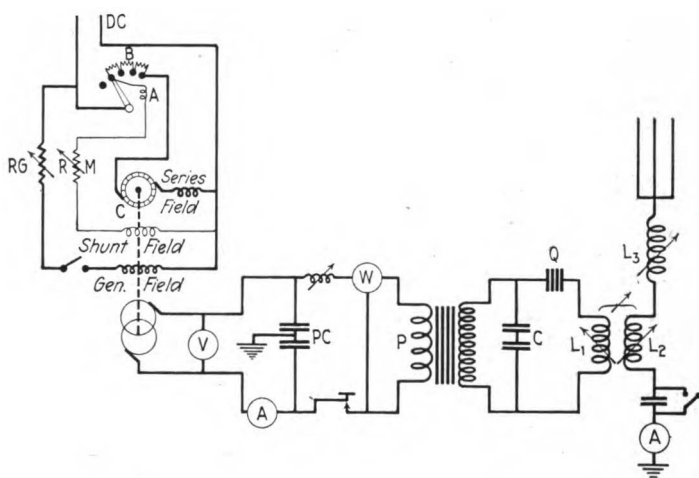 DC
B
A
RG
R M
C
Series
Field
Shunt Field
Gen. Field
V
A
PC
W
P
Q
C
L1
L2
L3
A